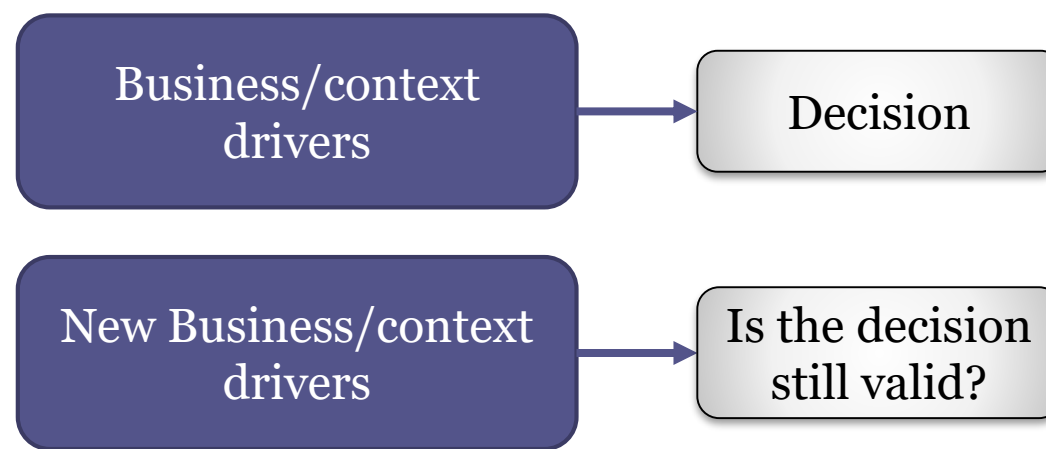 Business/context
drivers
Decision
New Business/context
drivers
Is the decision
still valid?